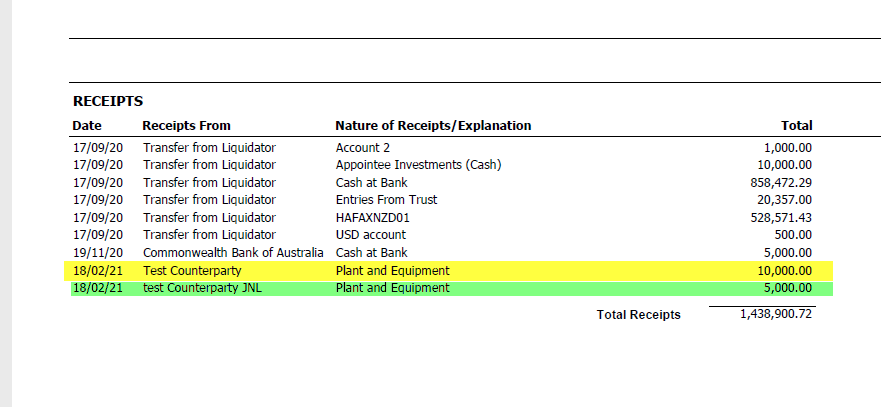 RECEIPTS
Date Receipts From Nature of Receipts/Explanation Total
17/09/20 Transfer from Liquidator Account 2 1,000.00
17/09/20 Transfer from Liquidator Appointee Investments (Cash) 10,000.00
17/09/20 Transfer from Liquidator Cash at Bank 858,472.29
17/09/20 Transfer from Liquidator Entries From Trust 20,357.00
17/09/20 Transfer from Liquidator HAFAXNZD01 528,571.43
17/09/20 Transfer from Liquidator USD account 500.00
19/11/20 Commonwealth Bank of Australia Cash at Bank 5,000.00
18/02/21 Test Counterparty Plant and Equipment 10,000.00
18/02/21 test Counterparty JNL Plant and Equipment 5,000.00
Total Receipts 1,438,900.72